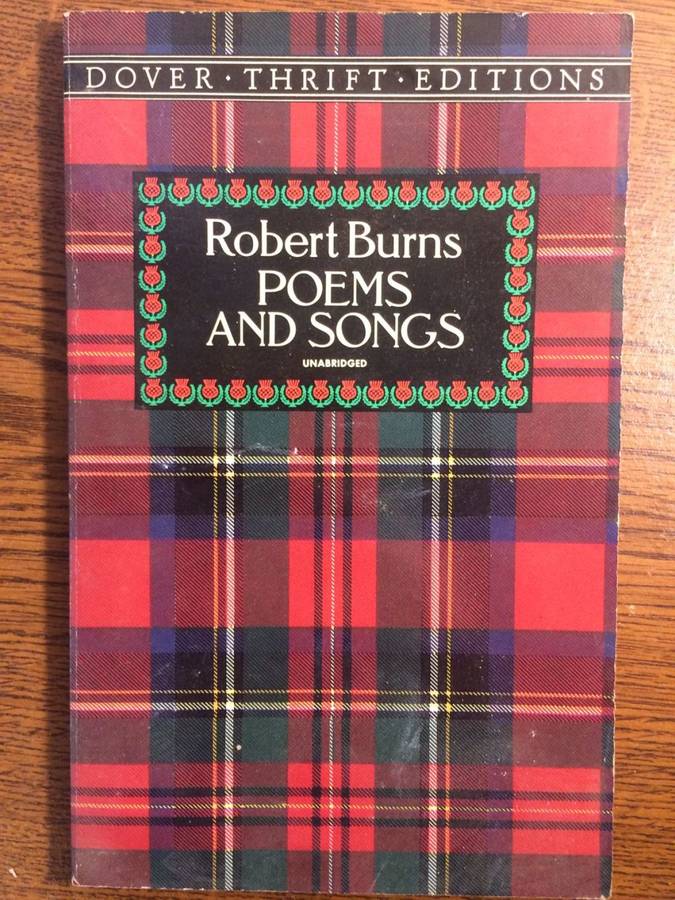 DOVER · THRIFT · EDITIONS
Robert Burns
POEMS
AND SONGS
UNABRIDGED